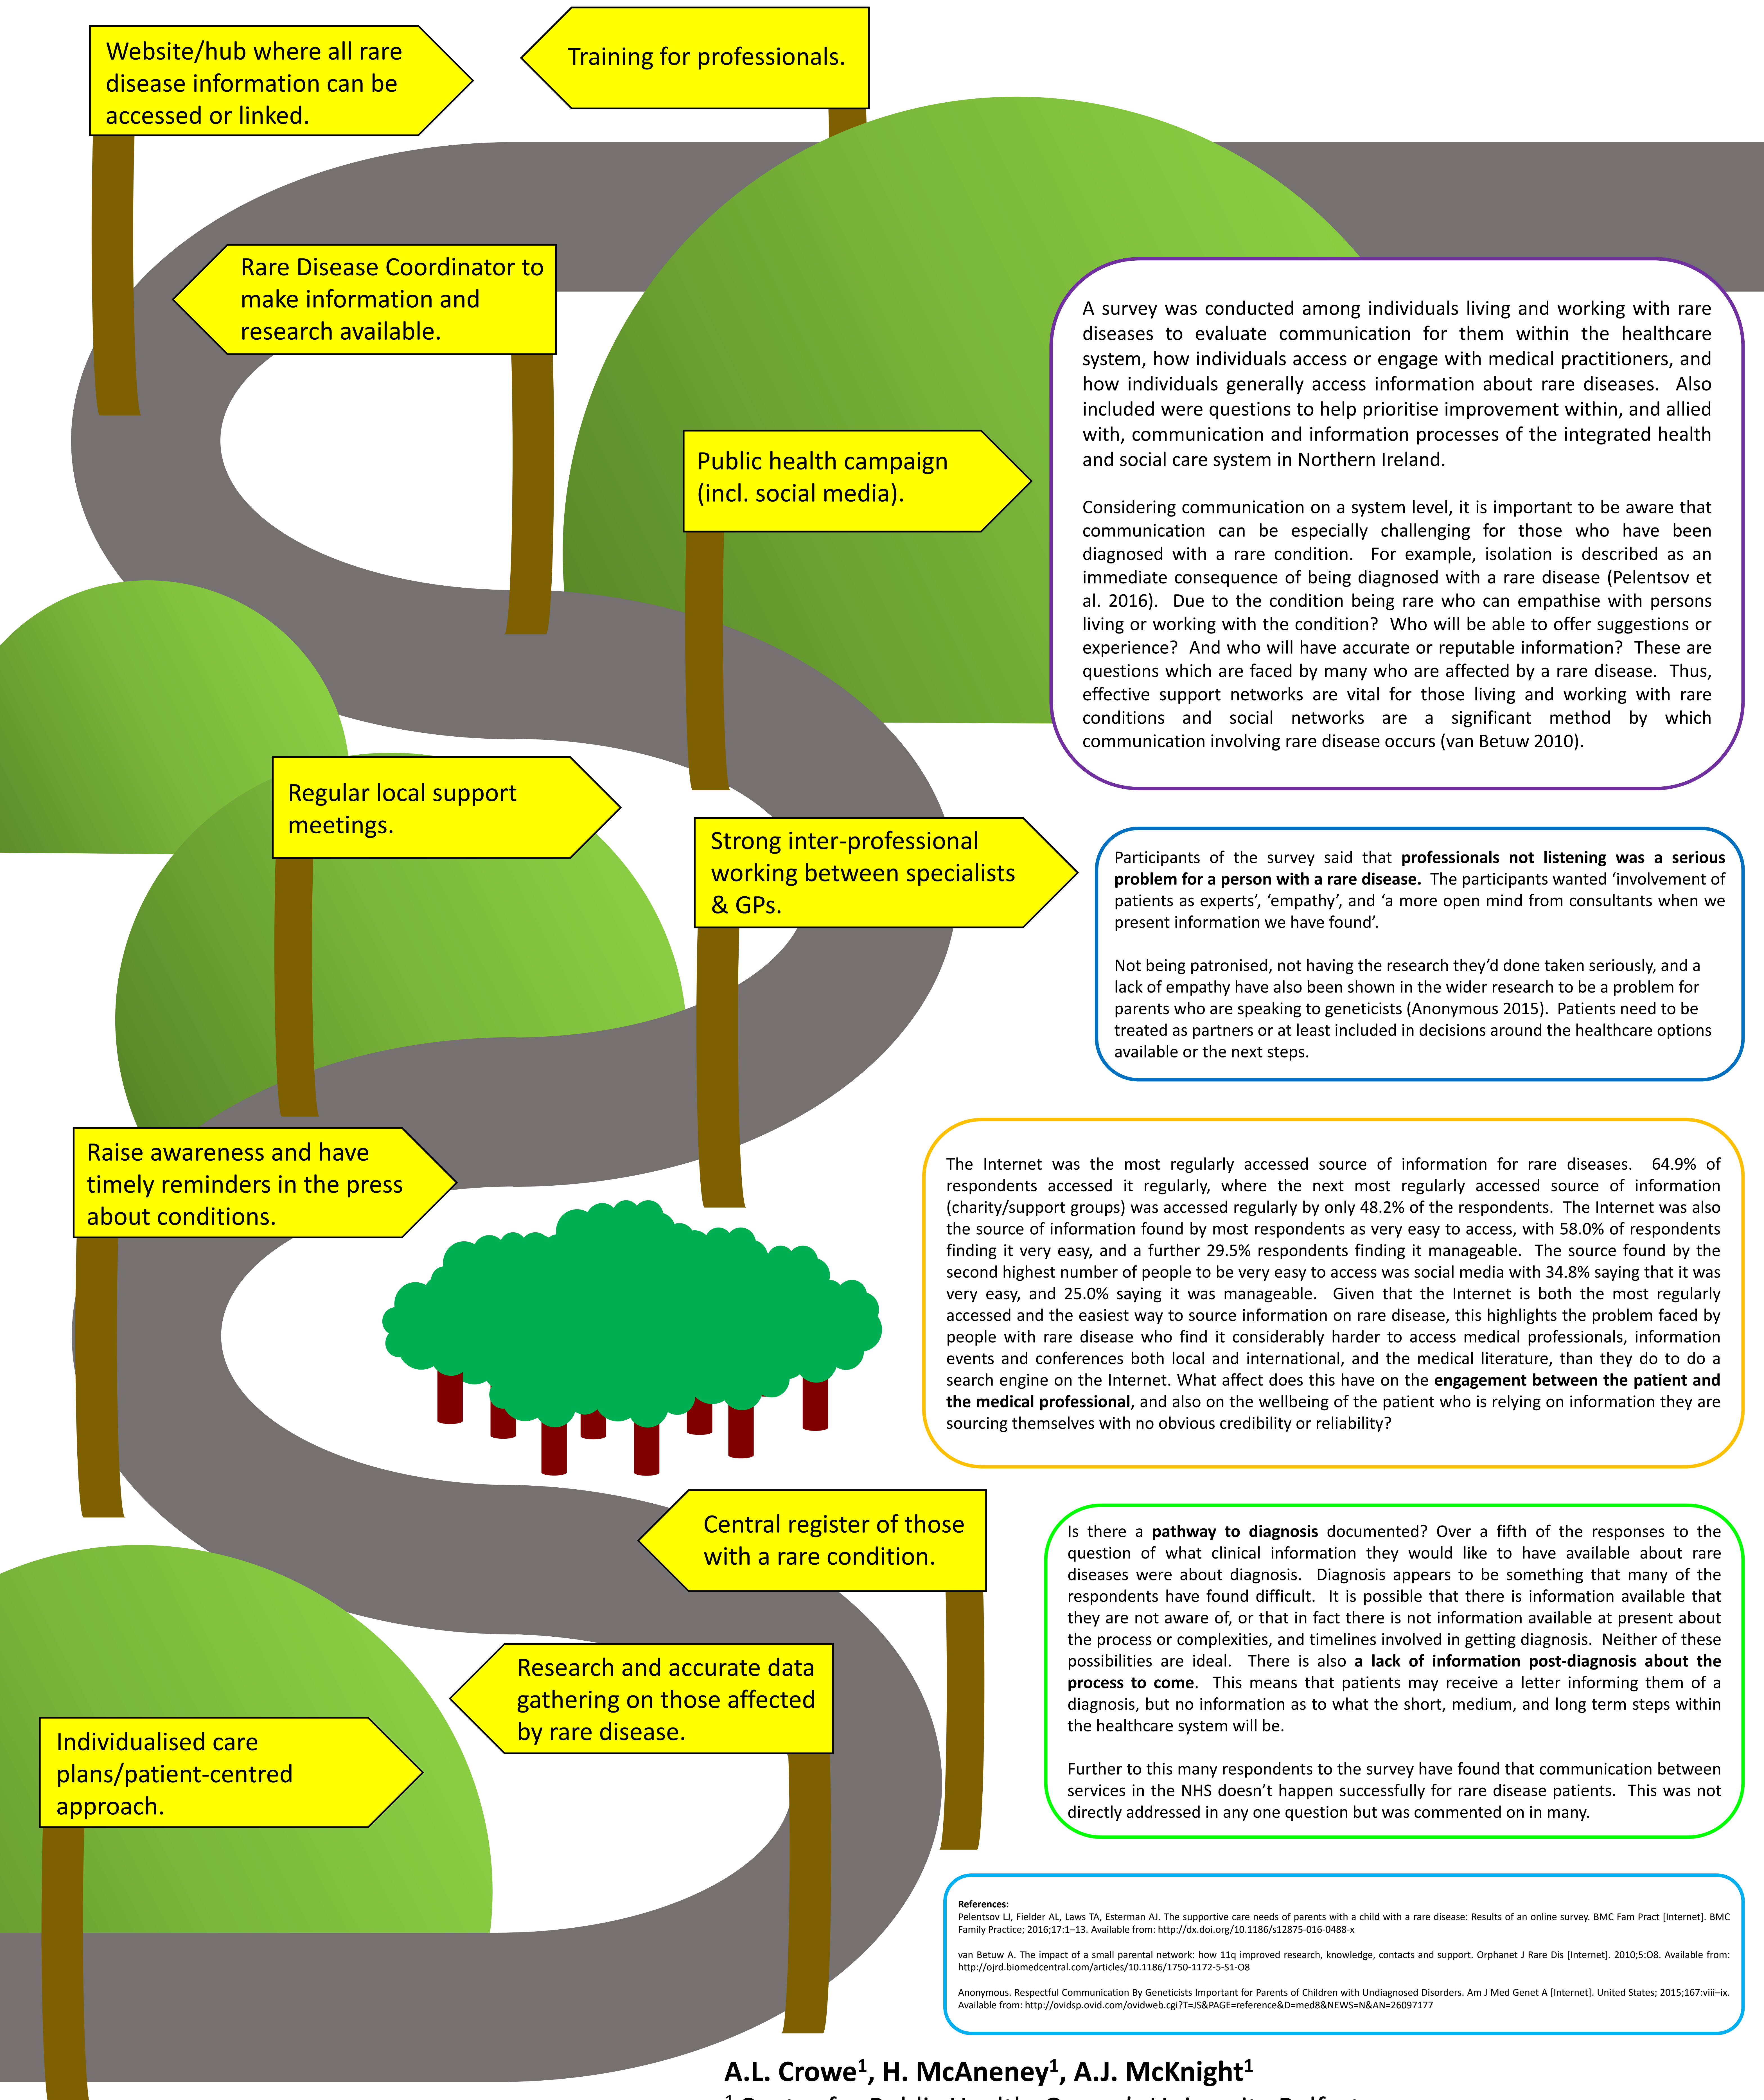 Website/hub where all rare
disease information can be
accessed or linked.
Training for professionals.
Rare Disease Coordinator to
make information and
research available.
Public health campaign
(incl. social media).
Regular local support
meetings.
Strong inter-professional
working between specialists
& GPs.
Raise awareness and have
timely reminders in the press
about conditions.
Central register of those
with a rare condition.
Research and accurate data
gathering on those affected
by rare disease.
Individualised care
plans/patient-centred
approach.
A survey was conducted among individuals living and working with rare
diseases to evaluate communication for them within the healthcare
system, how individuals access or engage with medical practitioners, and
how individuals generally access information about rare diseases. Also
included were questions to help prioritise improvement within, and allied
with, communication and information processes of the integrated health
and social care system in Northern Ireland.
Considering communication on a system level, it is important to be aware that
communication can be especially challenging for those who have been
diagnosed with a rare condition. For example, isolation is described as an
immediate consequence of being diagnosed with a rare disease (Pelentsov et
al. 2016). Due to the condition being rare who can empathise with persons
living or working with the condition? Who will be able to offer suggestions or
experience? And who will have accurate or reputable information? These are
questions which are faced by many who are affected by a rare disease. Thus,
effective support networks are vital for those living and working with rare
conditions and social networks are a significant method by which
communication involving rare disease occurs (van Betuw 2010).
Participants of the survey said that professionals not listening was a serious
problem for a person with a rare disease. The participants wanted ‘involvement of
patients as experts’, ‘empathy’, and ‘a more open mind from consultants when we
present information we have found’.
Not being patronised, not having the research they’d done taken seriously, and a
lack of empathy have also been shown in the wider research to be a problem for
parents who are speaking to geneticists (Anonymous 2015). Patients need to be
treated as partners or at least included in decisions around the healthcare options
available or the next steps.
The Internet was the most regularly accessed source of information for rare diseases. 64.9% of
respondents accessed it regularly, where the next most regularly accessed source of information
(charity/support groups) was accessed regularly by only 48.2% of the respondents. The Internet was also
the source of information found by most respondents as very easy to access, with 58.0% of respondents
finding it very easy, and a further 29.5% respondents finding it manageable. The source found by the
second highest number of people to be very easy to access was social media with 34.8% saying that it was
very easy, and 25.0% saying it was manageable. Given that the Internet is both the most regularly
accessed and the easiest way to source information on rare disease, this highlights the problem faced by
people with rare disease who find it considerably harder to access medical professionals, information
events and conferences both local and international, and the medical literature, than they do to do a
search engine on the Internet. What affect does this have on the engagement between the patient and
the medical professional, and also on the wellbeing of the patient who is relying on information they are
sourcing themselves with no obvious credibility or reliability?
Is there a pathway to diagnosis documented? Over a fifth of the responses to the
question of what clinical information they would like to have available about rare
diseases were about diagnosis. Diagnosis appears to be something that many of the
respondents have found difficult. It is possible that there is information available that
they are not aware of, or that in fact there is not information available at present about
the process or complexities, and timelines involved in getting diagnosis. Neither of these
possibilities are ideal. There is also a lack of information post-diagnosis about the
process to come. This means that patients may receive a letter informing them of a
diagnosis, but no information as to what the short, medium, and long term steps within
the healthcare system will be.
Further to this many respondents to the survey have found that communication between
services in the NHS doesn’t happen successfully for rare disease patients. This was not
directly addressed in any one question but was commented on in many.
References:
Pelentsov LJ, Fielder AL, Laws TA, Esterman AJ. The supportive care needs of parents with a child with a rare disease: Results of an online survey. BMC Fam Pract [Internet]. BMC
Family Practice; 2016;17:1–13. Available from: http://dx.doi.org/10.1186/s12875-016-0488-x
van Betuw A. The impact of a small parental network: how 11q improved research, knowledge, contacts and support. Orphanet J Rare Dis [Internet]. 2010;5:O8. Available from:
http://ojrd.biomedcentral.com/articles/10.1186/1750-1172-5-S1-O8
Anonymous. Respectful Communication By Geneticists Important for Parents of Children with Undiagnosed Disorders. Am J Med Genet A [Internet]. United States; 2015;167:viii–ix.
Available from: http://ovidsp.ovid.com/ovidweb.cgi?T=JS&PAGE=reference&D=med8&NEWS=N&AN=26097177
A.L. Crowe¹, H. McAneney¹, A.J. McKnight¹